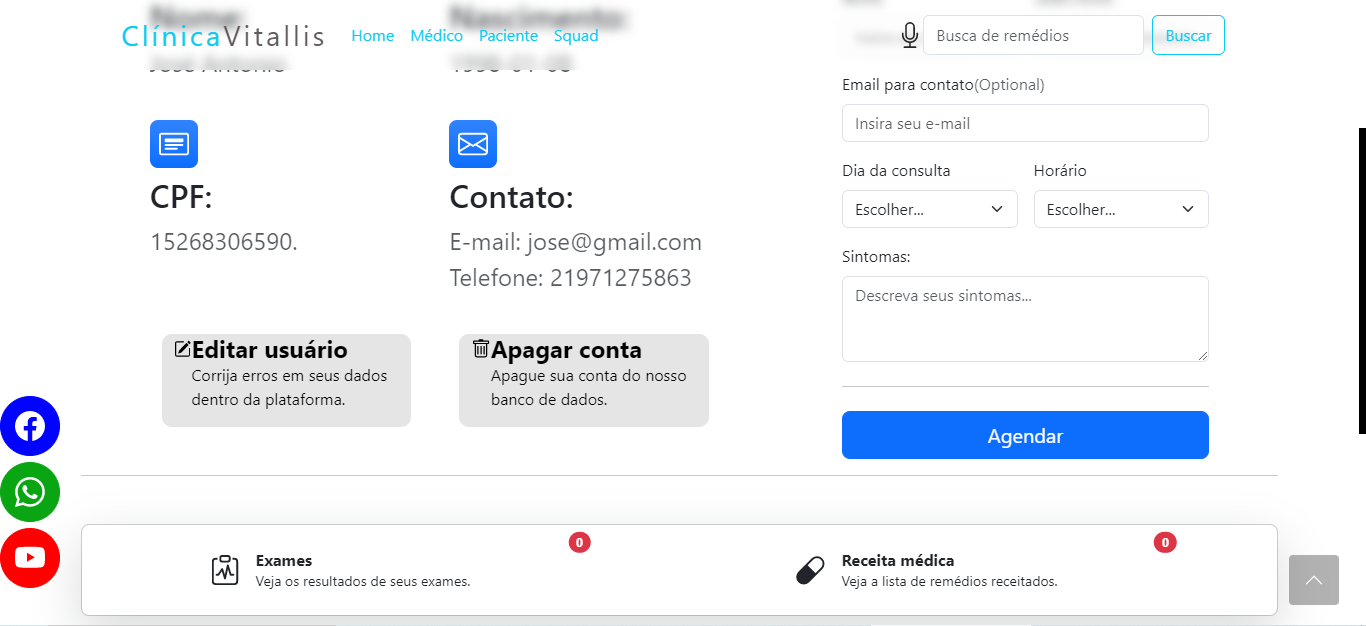 ClínicaVitallis
Home Médico Paciente Squad
Busca de remédios
Buscar
Nome:
José Antonio
Nascimento:
1998-01-08
CPF:
15268306590.
Contato:
E-mail: jose@gmail.com
Telefone: 21971275863
Editar usuário
Corrija erros em seus dados
dentro da plataforma.
Apagar conta
Apague sua conta do nosso
banco de dados.
Email para contato(Optional)
Insira seu e-mail
Dia da consulta
Horário
Escolher...
Escolher...
Sintomas:
Descreva seus sintomas...
Agendar
Exames
Veja os resultados de seus exames.
0
Receita médica
Veja a lista de remédios receitados.
0